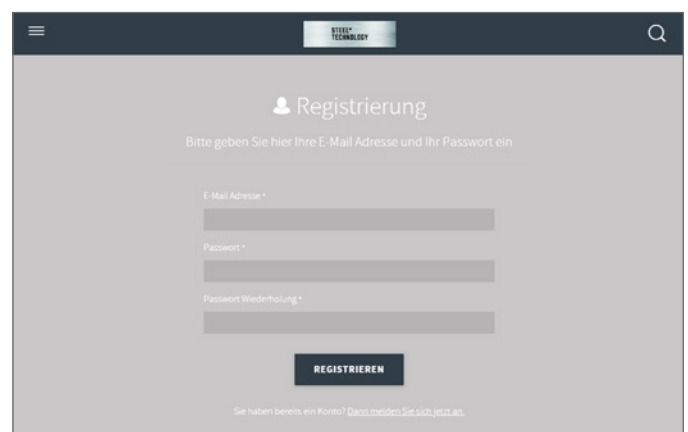 STEEL+
TECHNOLOGY
Registrierung
Bitte geben Sie hier Ihre E-Mail Adresse und Ihr Passwort ein
E-Mail Adresse *
Passwort *
Passwort Wiederholung *
REGISTRIEREN
Sie haben bereits ein Konto? Dann melden Sie sich jetzt an.